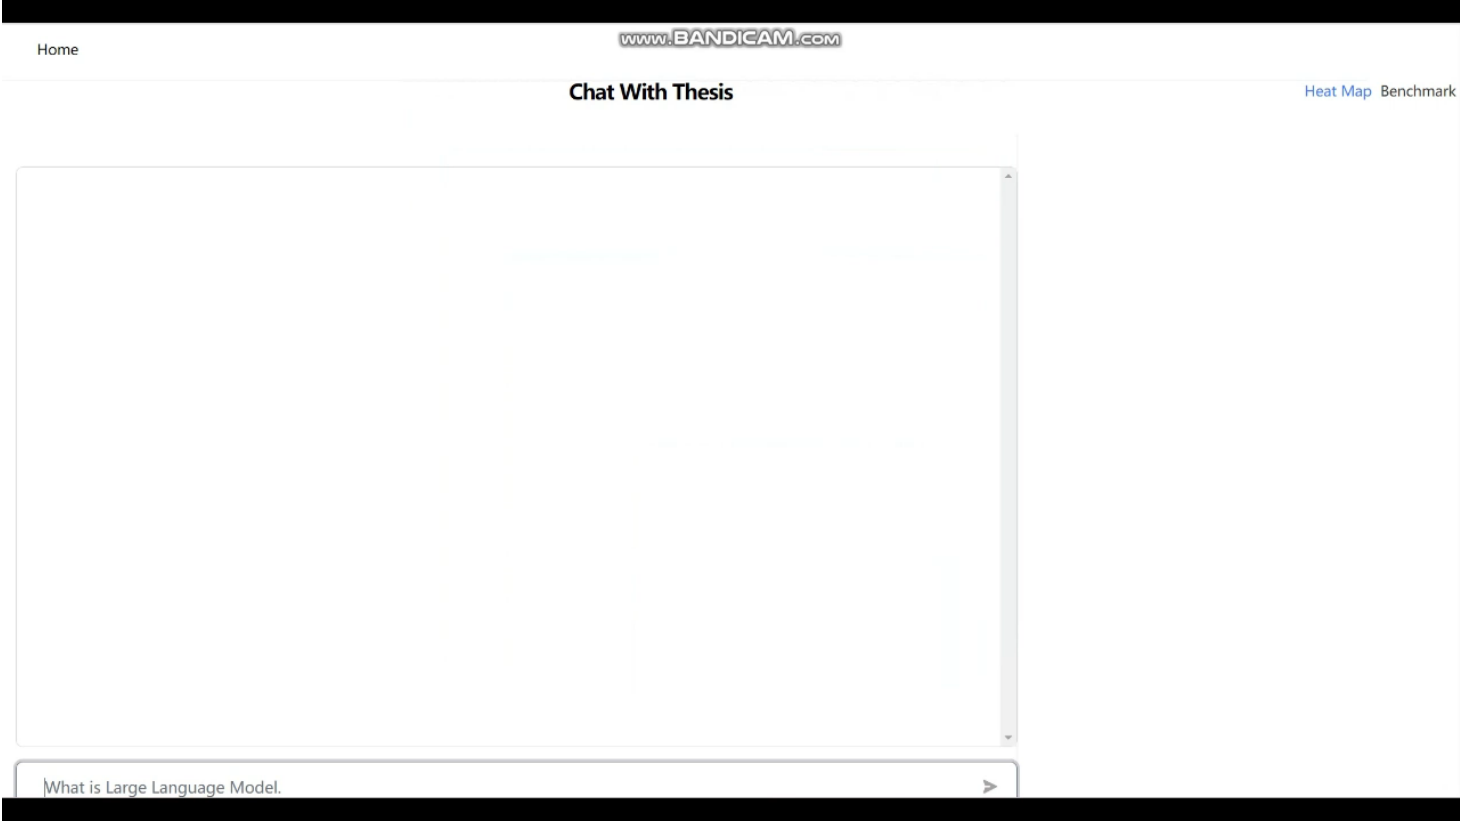 www.BANDICAM.com
Home
Chat With Thesis
Heat Map Benchmark
What is Large Language Model.